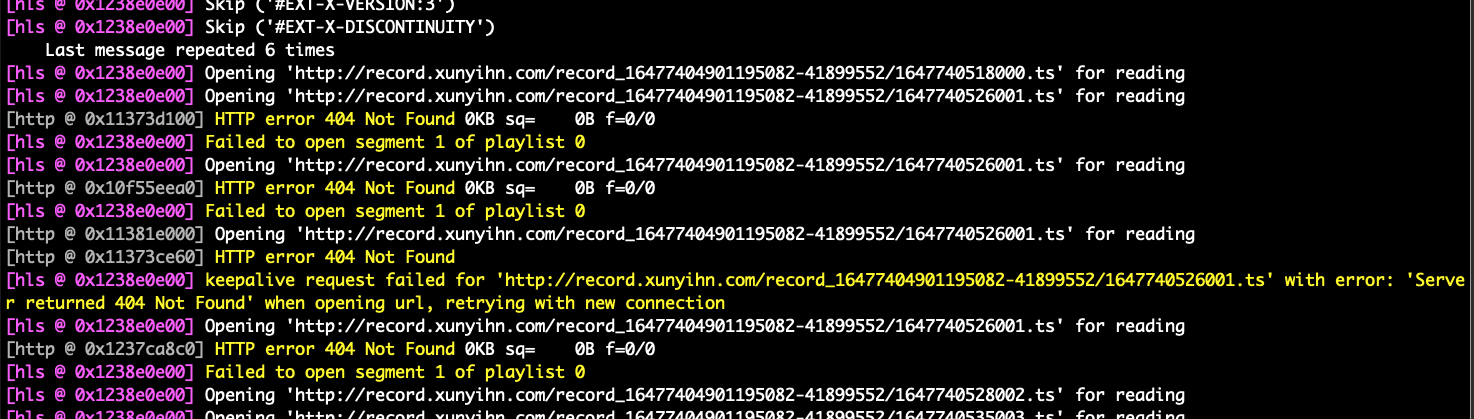 [hls @ 0x1238e0e00] Skip ('#EXT-X-VERSION:3')
[hls @ 0x1238e0e00] Skip ('#EXT-X-DISCONTINUITY')
    Last message repeated 6 times
[hls @ 0x1238e0e00] Opening 'http://record.xunyihn.com/record_16477404901195082-41899552/1647740518000.ts' for reading
[hls @ 0x1238e0e00] Opening 'http://record.xunyihn.com/record_16477404901195082-41899552/1647740526001.ts' for reading
[http @ 0x11373d100] HTTP error 404 Not Found 0KB sq=    0B f=0/0
[hls @ 0x1238e0e00] Failed to open segment 1 of playlist 0
[hls @ 0x1238e0e00] Opening 'http://record.xunyihn.com/record_16477404901195082-41899552/1647740526001.ts' for reading
[http @ 0x10f55eea0] HTTP error 404 Not Found 0KB sq=    0B f=0/0
[hls @ 0x1238e0e00] Failed to open segment 1 of playlist 0
[http @ 0x11381e000] Opening 'http://record.xunyihn.com/record_16477404901195082-41899552/1647740526001.ts' for reading
[http @ 0x11373ce60] HTTP error 404 Not Found
[hls @ 0x1238e0e00] keepalive request failed for 'http://record.xunyihn.com/record_16477404901195082-41899552/1647740526001.ts' with error: 'Serve
r returned 404 Not Found' when opening url, retrying with new connection
[hls @ 0x1238e0e00] Opening 'http://record.xunyihn.com/record_16477404901195082-41899552/1647740526001.ts' for reading
[http @ 0x1237ca8c0] HTTP error 404 Not Found 0KB sq=    0B f=0/0
[hls @ 0x1238e0e00] Failed to open segment 1 of playlist 0
[hls @ 0x1238e0e00] Opening 'http://record.xunyihn.com/record_16477404901195082-41899552/1647740528002.ts' for reading
[hls @ 0x1238e0e00] Opening 'http://record.xunyihn.com/record_16477404901195082-41899552/1647740535003.ts' for reading